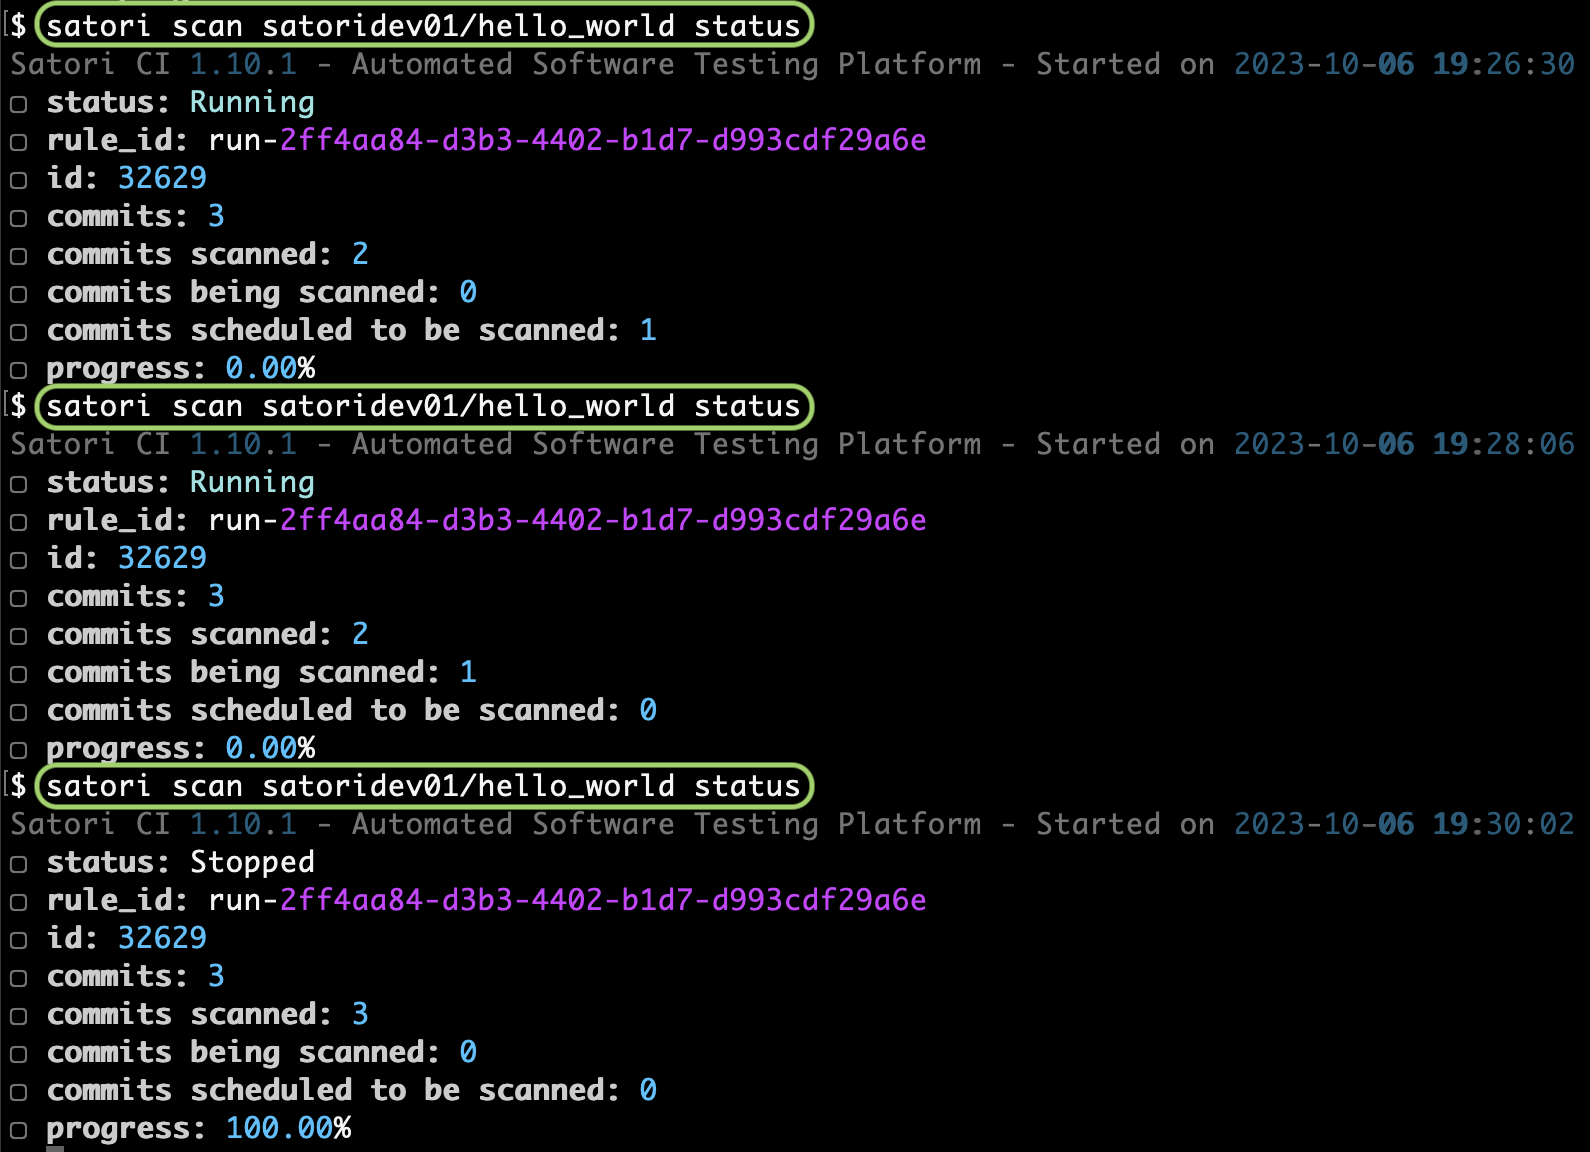 $ satori scan satoridev01/hello_world status
Satori CI 1.10.1 - Automated Software Testing Platform - Started on 2023-10-06 19:26:30
▢ status: Running
▢ rule_id: run-2ff4aa84-d3b3-4402-b1d7-d993cdf29a6e
▢ id: 32629
▢ commits: 3
▢ commits scanned: 2
▢ commits being scanned: 0
▢ commits scheduled to be scanned: 1
▢ progress: 0.00%
$ satori scan satoridev01/hello_world status
Satori CI 1.10.1 - Automated Software Testing Platform - Started on 2023-10-06 19:28:06
▢ status: Running
▢ rule_id: run-2ff4aa84-d3b3-4402-b1d7-d993cdf29a6e
▢ id: 32629
▢ commits: 3
▢ commits scanned: 2
▢ commits being scanned: 1
▢ commits scheduled to be scanned: 0
▢ progress: 0.00%
$ satori scan satoridev01/hello_world status
Satori CI 1.10.1 - Automated Software Testing Platform - Started on 2023-10-06 19:30:02
▢ status: Stopped
▢ rule_id: run-2ff4aa84-d3b3-4402-b1d7-d993cdf29a6e
▢ id: 32629
▢ commits: 3
▢ commits scanned: 3
▢ commits being scanned: 0
▢ commits scheduled to be scanned: 0
▢ progress: 100.00%